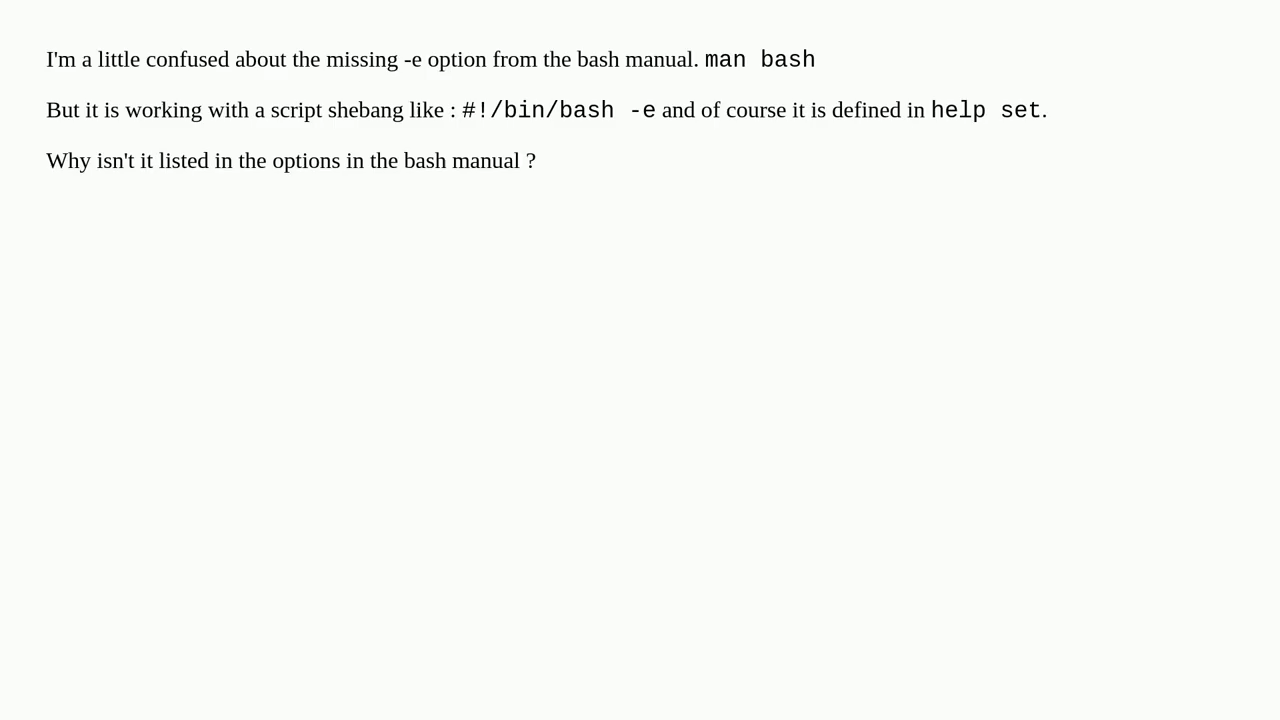 I'm a little confused about the missing -e option from the bash manual. man bash
But it is working with a script shebang like : #!/bin/bash -e and of course it is defined in help set.
Why isn't it listed in the options in the bash manual ?